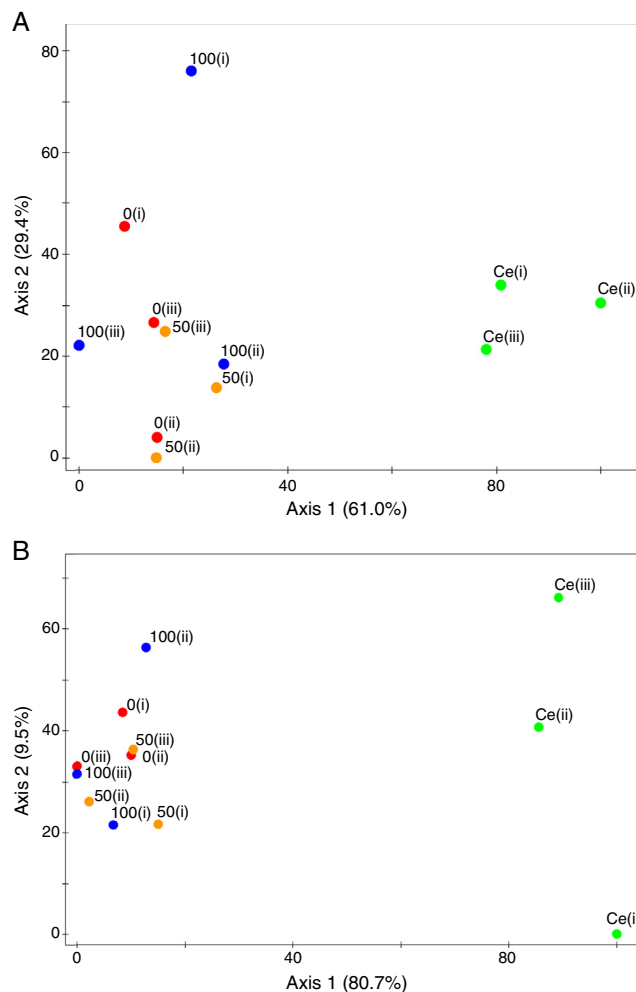 A
80
60
40
20
0
Axis 2 (29.4%)
100(i)
0(i)
Ce(i)
Ce(ii)
0(iii)
50(iii)
100(iii)
100(ii)
Ce(iii)
50(i)
0(ii)
50(ii)
0
40
80
Axis 1 (61.0%)
B
60
40
20
0
Axis 2 (9.5%)
Ce(iii)
100(ii)
0(i)
Ce(ii)
50(iii)
0(iii)
0(ii)
100(iii)
50(ii)
100(i)
50(i)
Ce(i
0
40
80
Axis 1 (80.7%)